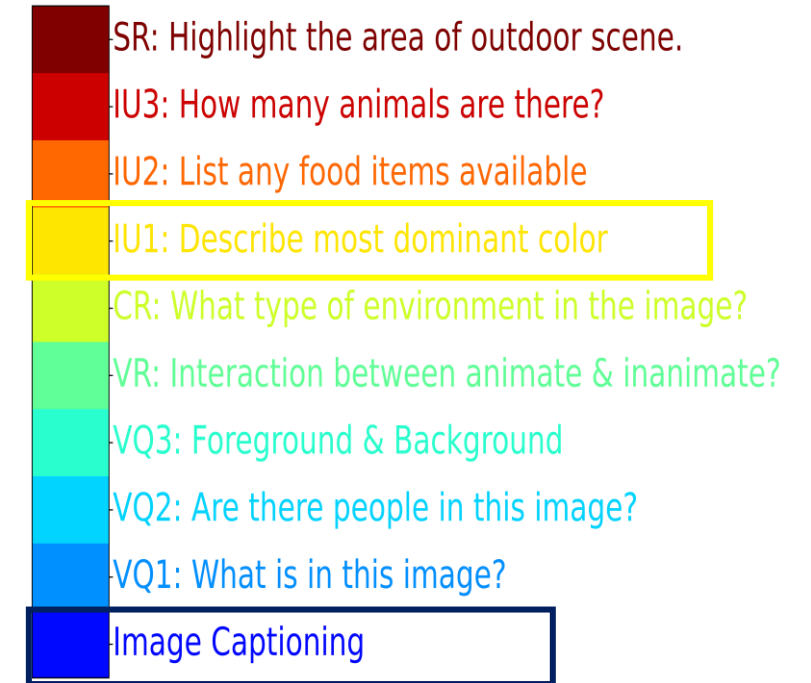 SR: Highlight the area of outdoor scene.
IU3: How many animals are there?
IU2: List any food items available
IU1: Describe most dominant color
CR: What type of environment in the image?
VR: Interaction between animate & inanimate?
VQ3: Foreground & Background
VQ2: Are there people in this image?
VQ1: What is in this image?
Image Captioning